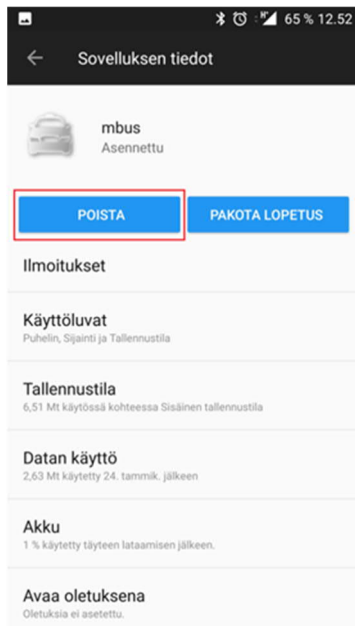 65 % 12.52
Sovelluksen tiedot
mbus
Asennettu
POISTA
PAKOTA LOPETUS
Ilmoitukset
Käyttöluvat
Puhelin, Sijainti ja Tallennustila
Tallennustila
6,51 Mt käytössä kohteessa Sisäinen tallennustila
Datan käyttö
2,63 Mt käytetty 24. tammik. jälkeen
Akku
1 % käytetty täyteen lataamisen jälkeen.
Avaa oletuksena
Oletuksia ei asetettu.